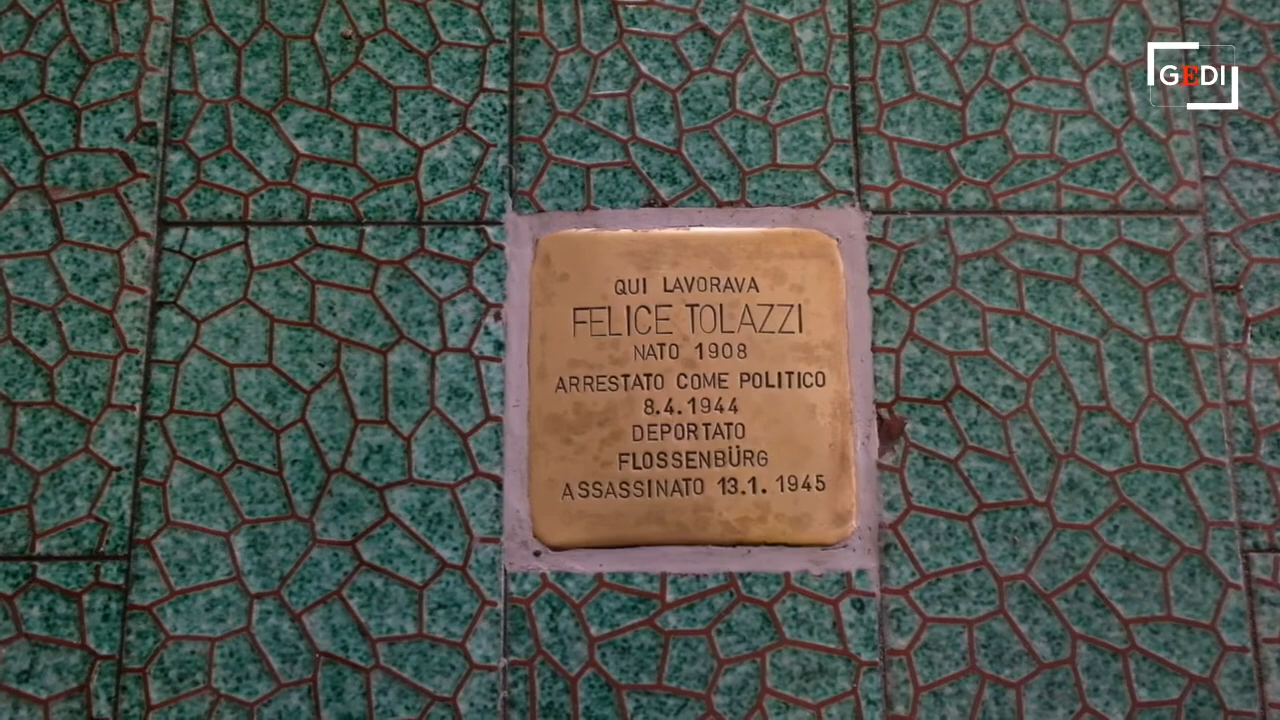 GEDI
QUI LAVORAVA
FELICE TOLAZZI
NATO 1908
ARRESTATO COME POLITICO
8.4.1944
DEPORTATO
FLOSSENBÜRG
ASSASSINATO 13.1.1945